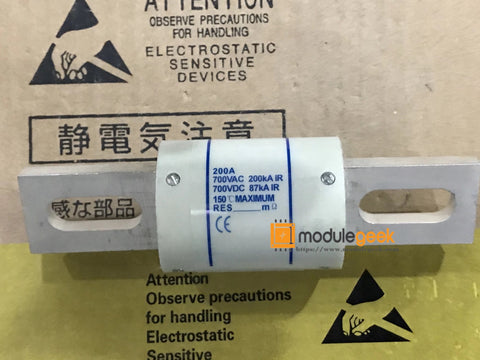 ATTENTION
OBSERVE PRECAUTIONS
FOR HANDLING
ELECTROSTATIC
SENSITIVE
DEVICES
静電気注意
感な部品
200A
700VAC 200kA IR
700VDC 87kA IR
150℃ MAXIMUM
RES_____mΩ
CE
modulegeek
Attention
Observe precautions
for handling
Electrostatic
Sensitive